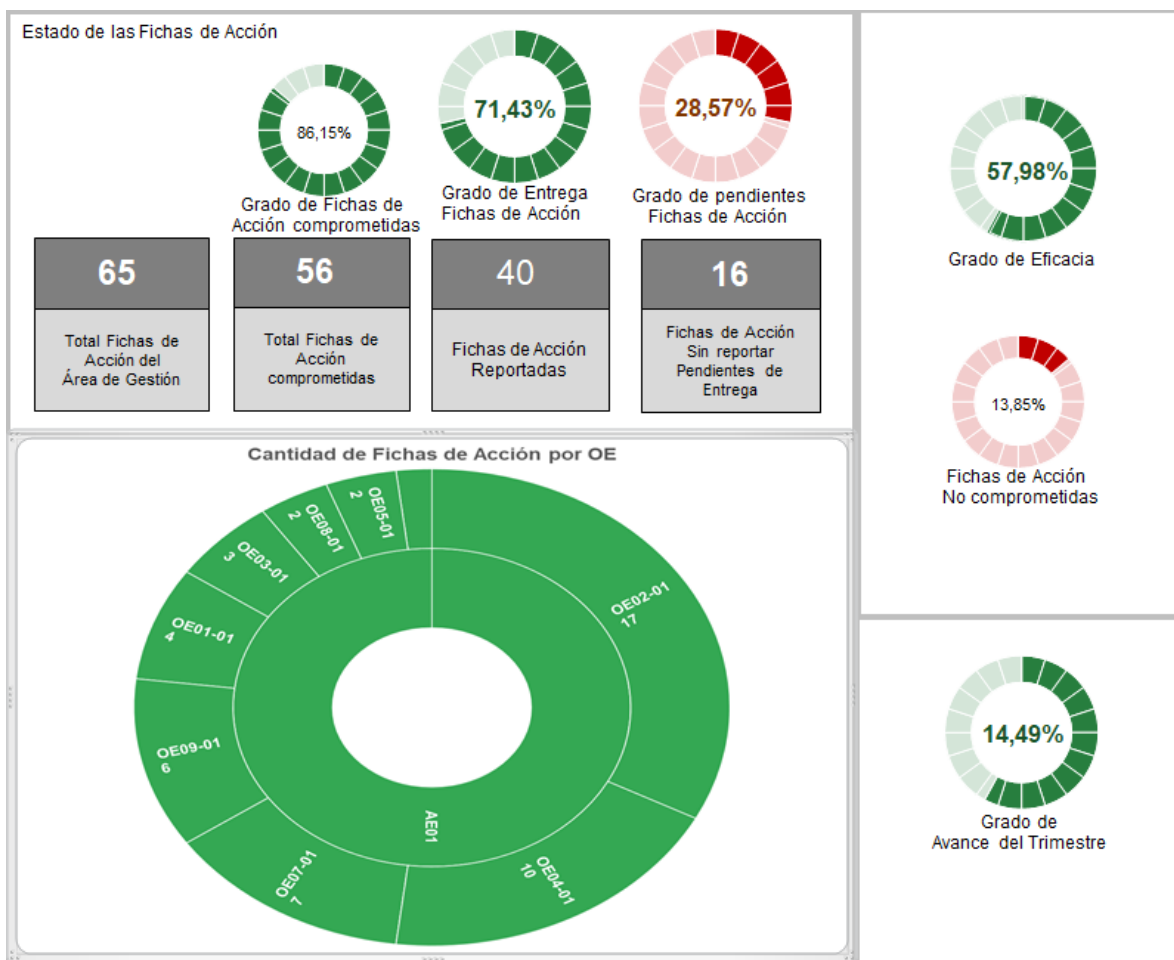 Estado de las Fichas de Acción
86,15%
Grado de Fichas de
Acción comprometidas
71,43%
Grado de Entrega
Fichas de Acción
28,57%
Grado de pendientes
Fichas de Acción
65
Total Fichas de
Acción del
Área de Gestión
56
Total Fichas de
Acción
comprometidas
40
Fichas de Acción
Reportadas
16
Fichas de Acción
Sin reportar
Pendientes de
Entrega
57,98%
Grado de Eficacia
13,85%
Fichas de Acción
No comprometidas
14,49%
Grado de
Avance del Trimestre
Cantidad de Fichas de Acción por OE
OE02-01
17
OE04-01
10
OE07-01
7
OE09-01
6
OE01-01
4
OE03-01
3
OE08-01
2
OE05-01
2
AE01